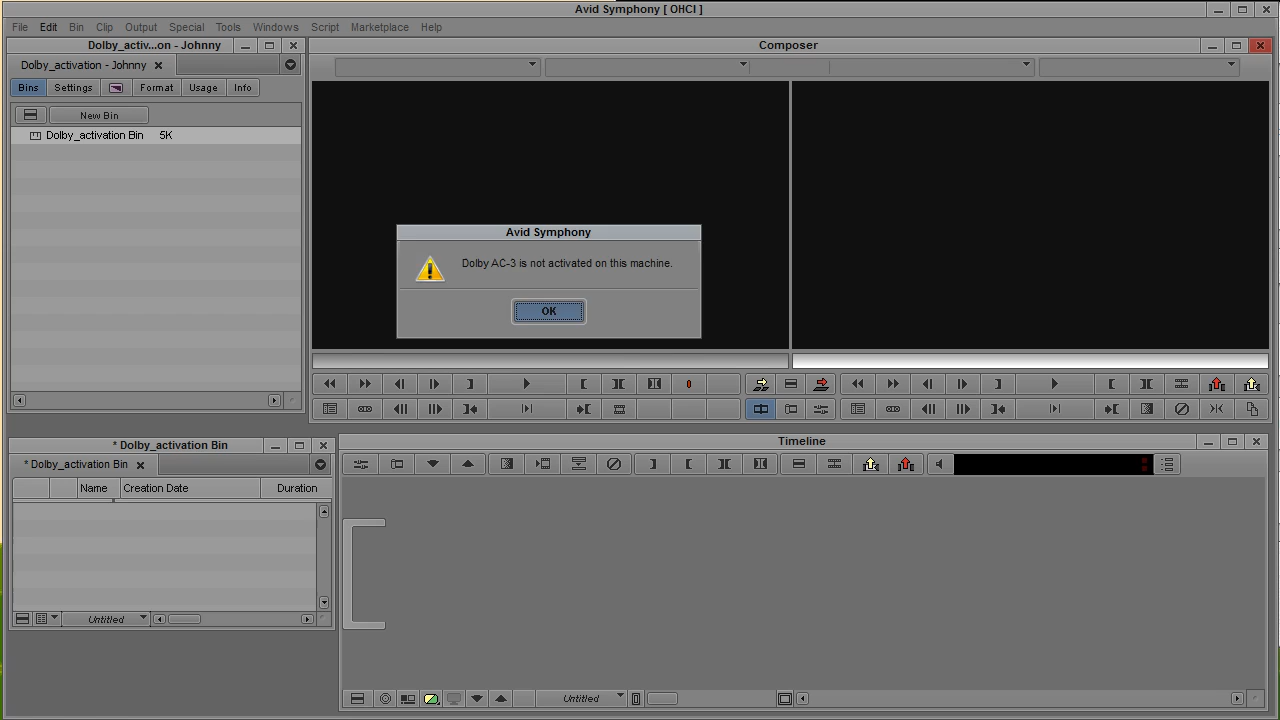 Avid Symphony [ OHCI ]
File Edit Bin Clip Output Special Tools Windows Script Marketplace Help
Dolby_activ...on - Johnny
Composer
Dolby_activation - Johnny
Bins Settings Format Usage Info
New Bin
Dolby_activation Bin 5K
Avid Symphony
Dolby AC-3 is not activated on this machine.
OK
* Dolby_activation Bin
Timeline
* Dolby_activation Bin
Name Creation Date Duration
Untitled
Untitled